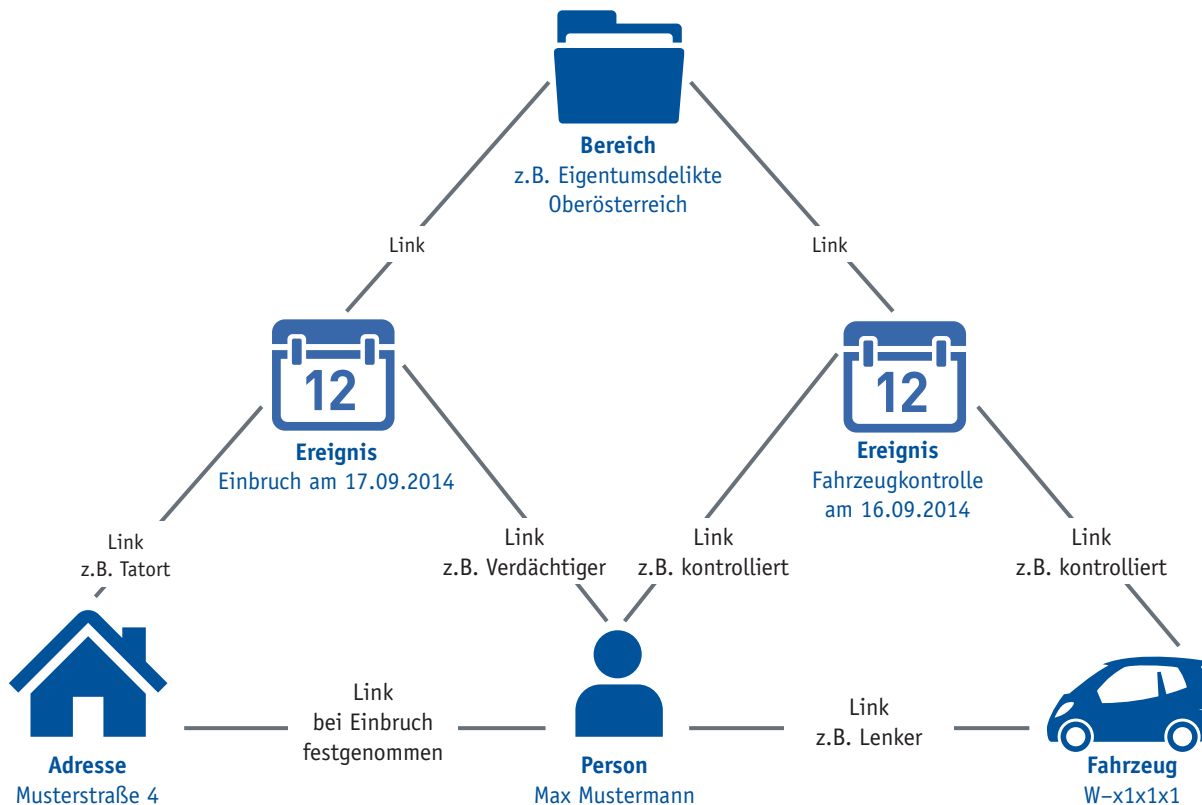 Bereich
z.B. Eigentumsdelikte
Oberösterreich
Link
Link
12
12
Ereignis
Einbruch am 17.09.2014
Ereignis
Fahrzeugkontrolle
am 16.09.2014
Link
z.B. Tatort
Link
z.B. Verdächtiger
Link
z.B. kontrolliert
Link
z.B. kontrolliert
Link
bei Einbruch
festgenommen
Link
z.B. Lenker
Adresse
Musterstraße 4
Person
Max Mustermann
Fahrzeug
W–x1x1x1